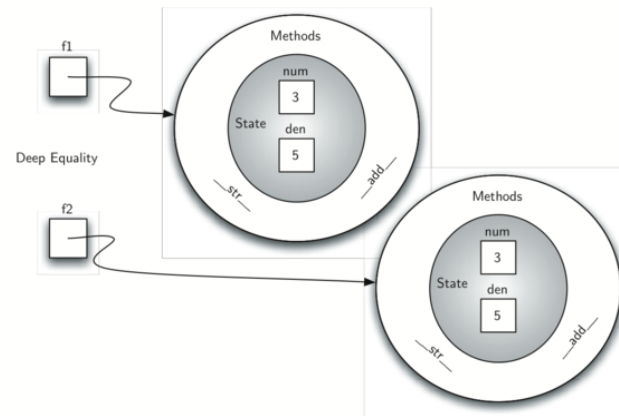 f1
Methods
num
3
State
den
5
__str__
__add__
Deep Equality
f2
Methods
num
3
State
den
5
__str__
__add__